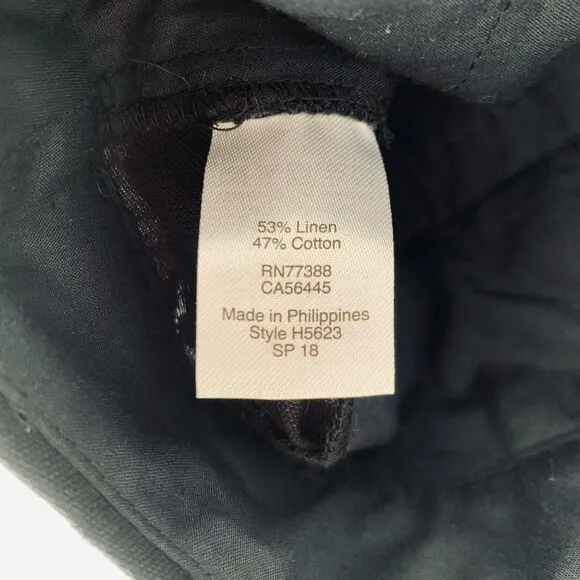 53% Linen
47% Cotton
RN77388
CA56445
Made in Philippines
Style H5623
SP 18